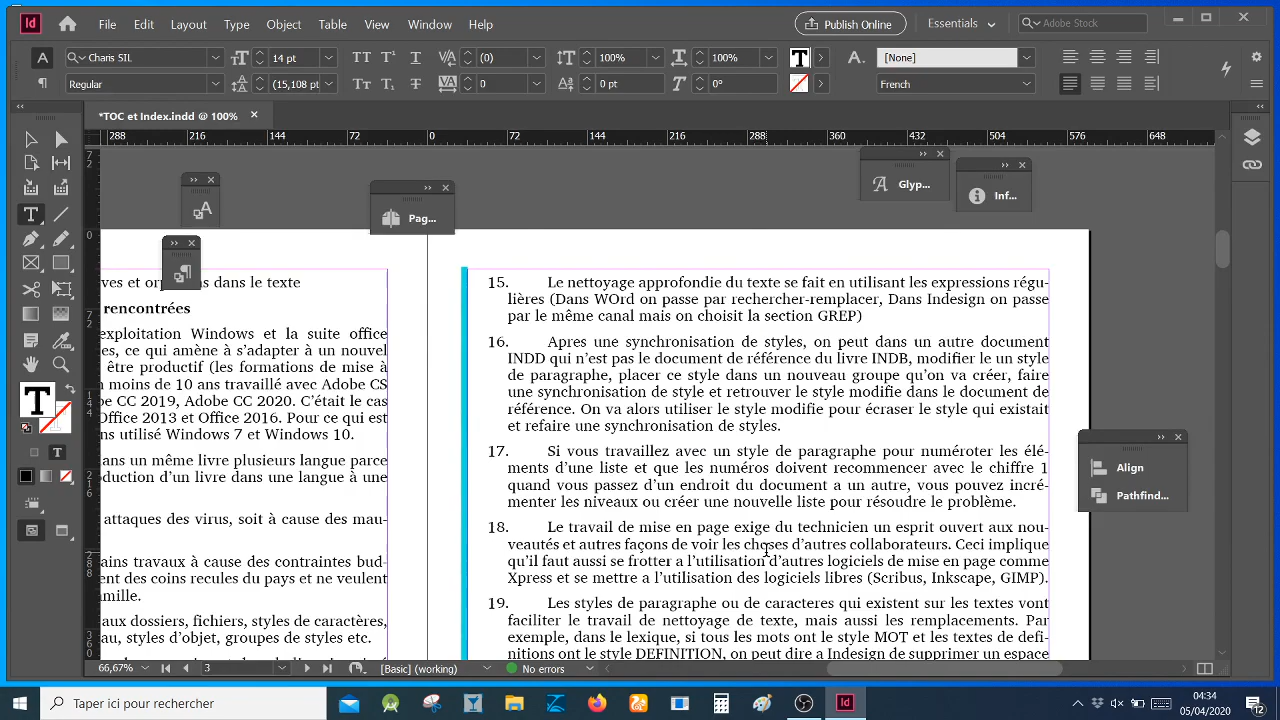 Id
File Edit Layout Type Object Table View Window Help
Publish Online
Essentials
Adobe Stock
A Charis SIL 14 pt (0) 100% 100% [None]
Regular (15,108 pt) 0 0 pt 0° French
*TOC et Index.indd @ 100%
288 216 144 72 0 72 144 216 288 360 432 504 576 648
Pag...
Glyp...
Inf...
Align
Pathfind...
ans le texte
rencontrées
exploitation Windows et la suite office
es, ce qui amène à s'adapter à un nouvel
être productif (les formations de mise à
moins de 10 ans travaillé avec Adobe CS
e CC 2019, Adobe CC 2020. C'était le cas
Office 2013 et Office 2016. Pour ce qui est
ns utilisé Windows 7 et Windows 10.
ans un même livre plusieurs langue parce
duction d'un livre dans une langue à une
attaques des virus, soit à cause des mau-
ains travaux à cause des contraintes bud-
ent des coins recules du pays et ne veulent
amille.
aux dossiers, fichiers, styles de caractères,
au, styles d'objet, groupes de styles etc.
15. Le nettoyage approfondie du texte se fait en utilisant les expressions régu-
lières (Dans WOrd on passe par rechercher-remplacer, Dans Indesign on passe
par le même canal mais on choisit la section GREP)
16. Apres une synchronisation de styles, on peut dans un autre document
INDD qui n'est pas le document de référence du livre INDB, modifier le un style
de paragraphe, placer ce style dans un nouveau groupe qu'on va créer, faire
une synchronisation de style et retrouver le style modifie dans le document de
référence. On va alors utiliser le style modifie pour écraser le style qui existait
et refaire une synchronisation de styles.
17. Si vous travaillez avec un style de paragraphe pour numéroter les élé-
ments d'une liste et que les numéros doivent recommencer avec le chiffre 1
quand vous passez d'un endroit du document a un autre, vous pouvez incré-
menter les niveaux ou créer une nouvelle liste pour résoudre le problème.
18. Le travail de mise en page exige du technicien un esprit ouvert aux nou-
veautés et autres façons de voir les choses d'autres collaborateurs. Ceci implique
qu'il faut aussi se frotter a l'utilisation d'autres logiciels de mise en page comme
Xpress et se mettre a l'utilisation des logiciels libres (Scribus, Inkscape, GIMP).
19. Les styles de paragraphe ou de caracteres qui existent sur les textes vont
faciliter le travail de nettoyage de texte, mais aussi les remplacements. Par
exemple, dans le lexique, si tous les mots ont le style MOT et les textes de defi-
nitions ont le style DEFINITION, on peut dire a Indesign de supprimer un espace
66,67% 3 [Basic] (working) No errors
Taper ici pour rechercher
04:34
05/04/2020